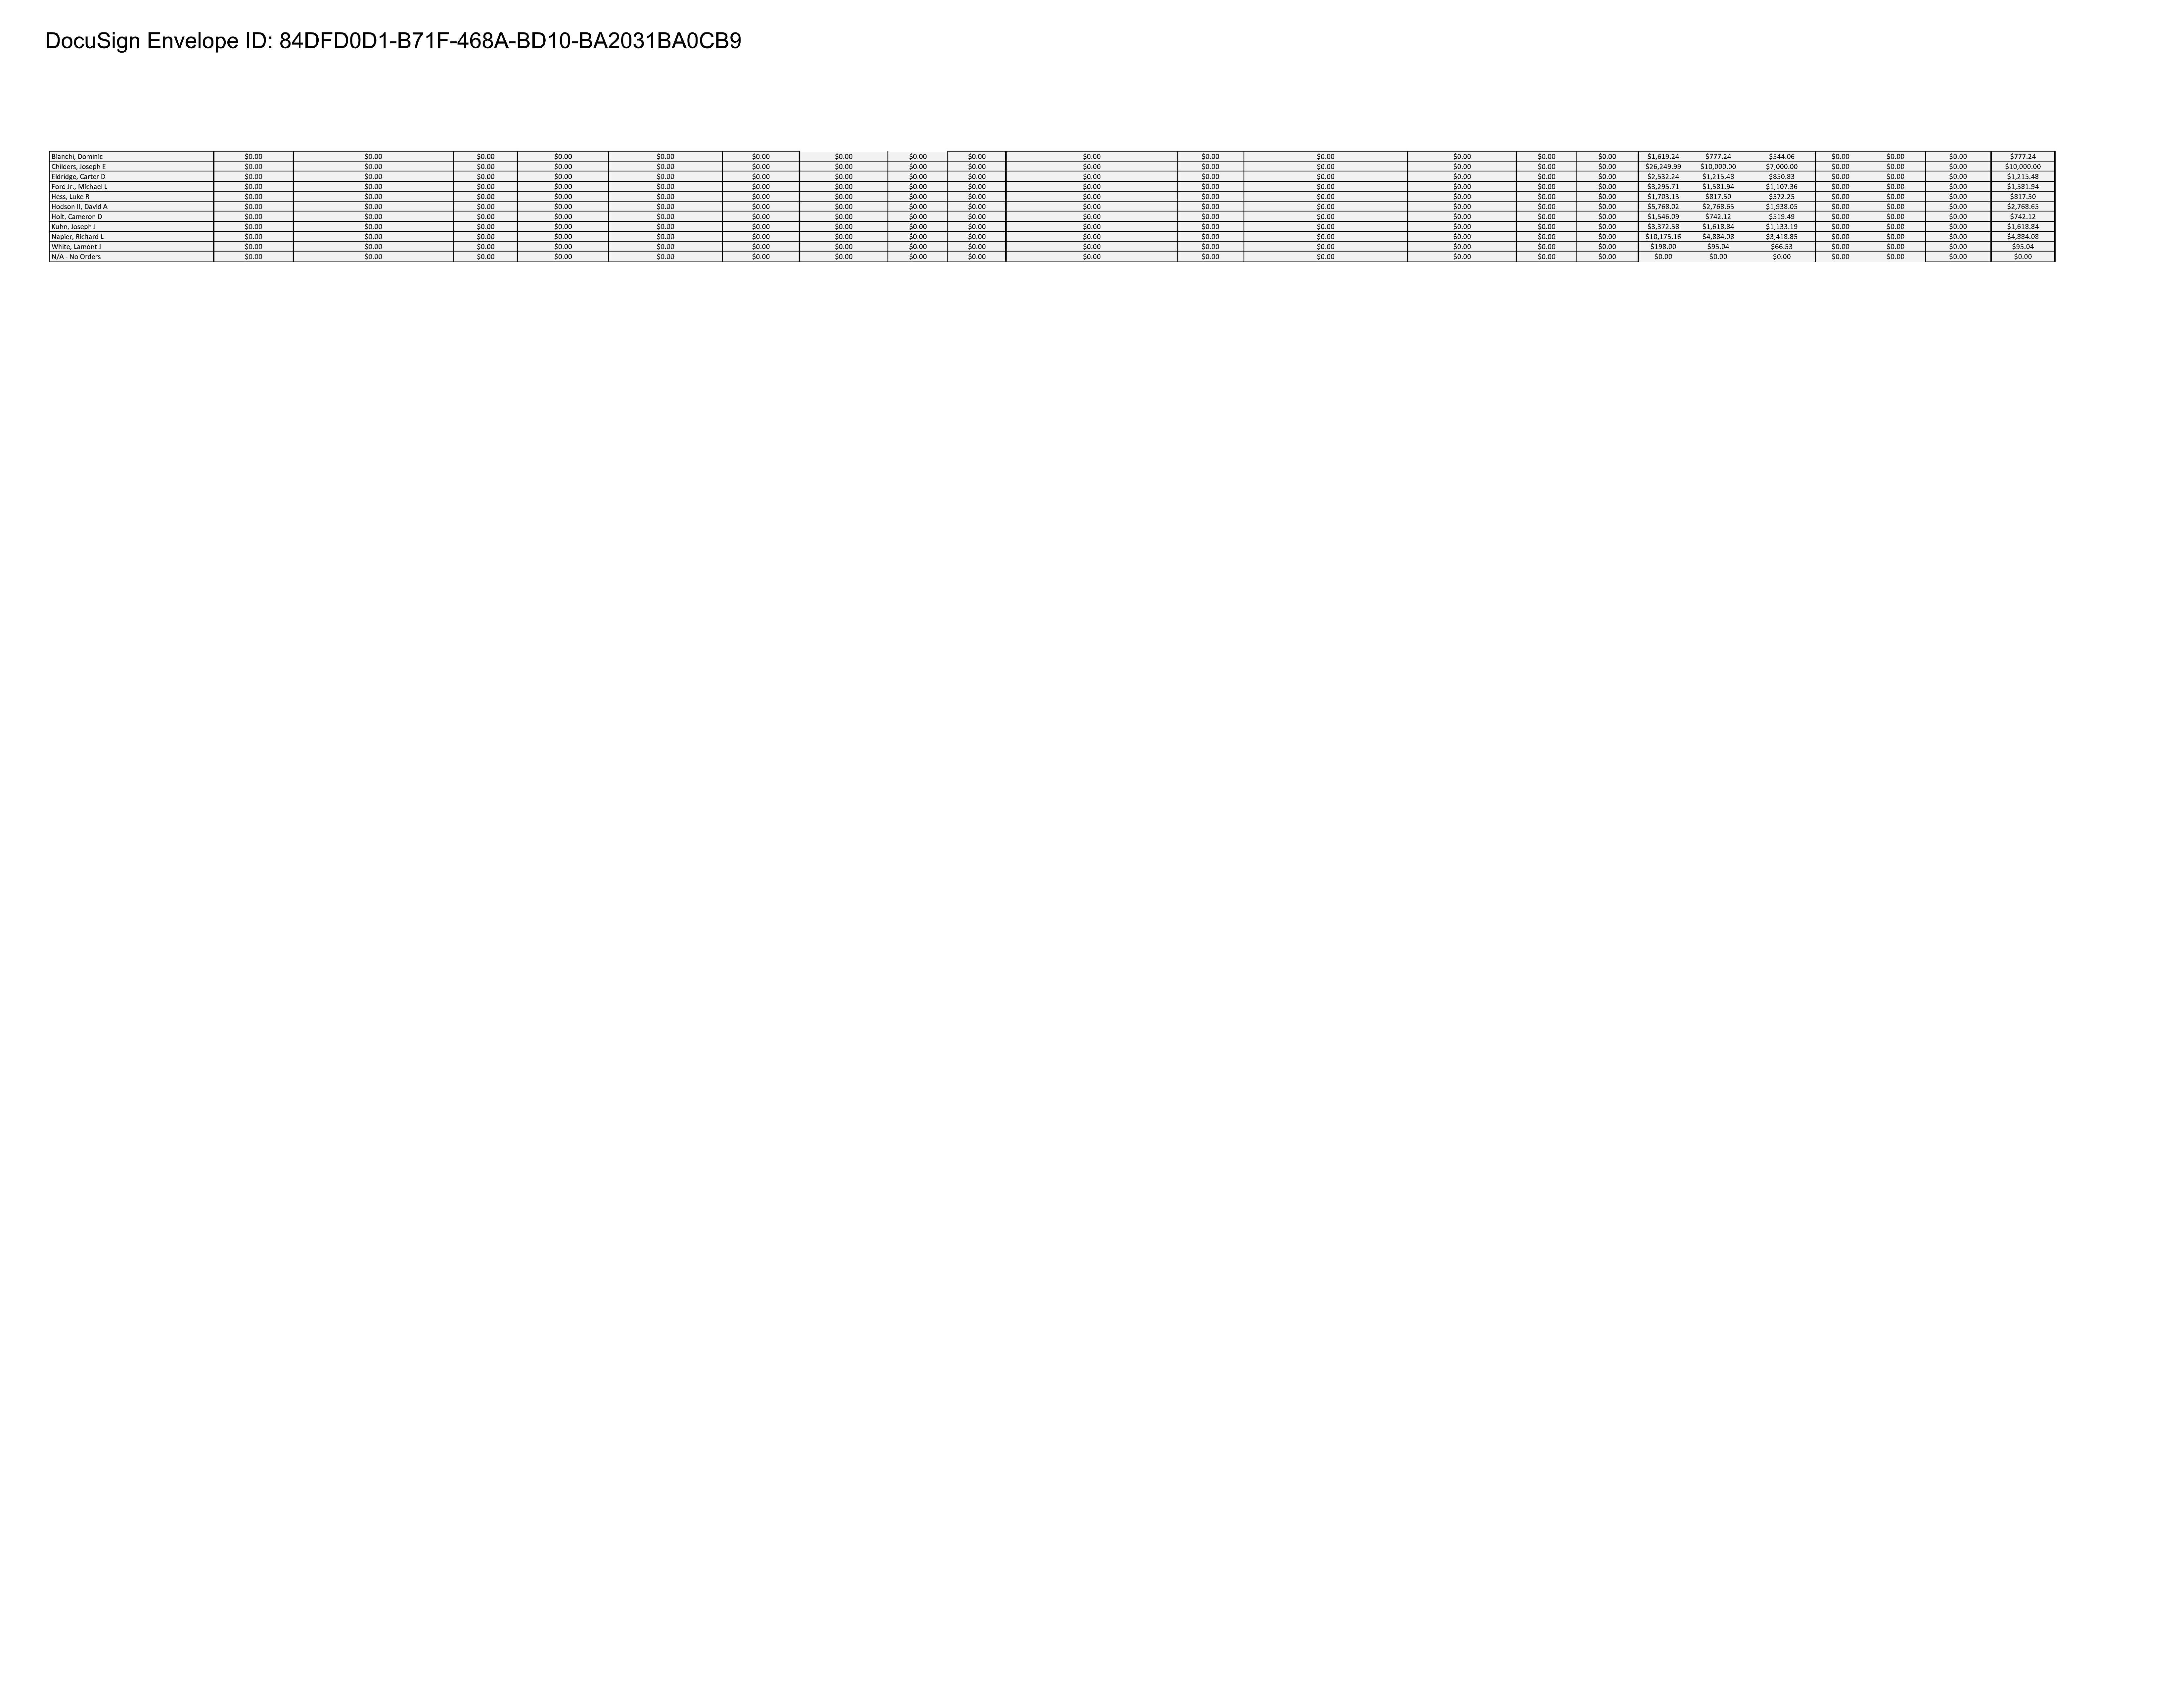 DocuSign Envelope ID: 84DFD0D1-B71F-468A-BD10-BA2031BA0CB9
Bianchi, Dominic $0.00 $0.00 $0.00 $0.00 $0.00 $0.00 $0.00 $0.00 $0.00 $0.00 $0.00 $0.00 $0.00 $0.00 $0.00 $1,619.24 $777.24 $544.06 $0.00 $0.00 $0.00 $777.24
Childers, Joseph E $0.00 $0.00 $0.00 $0.00 $0.00 $0.00 $0.00 $0.00 $0.00 $0.00 $0.00 $0.00 $0.00 $0.00 $0.00 $26,249.99 $10,000.00 $7,000.00 $0.00 $0.00 $0.00 $10,000.00
Eldridge, Carter D $0.00 $0.00 $0.00 $0.00 $0.00 $0.00 $0.00 $0.00 $0.00 $0.00 $0.00 $0.00 $0.00 $0.00 $0.00 $2,532.24 $1,215.48 $850.83 $0.00 $0.00 $0.00 $1,215.48
Ford Jr., Michael L $0.00 $0.00 $0.00 $0.00 $0.00 $0.00 $0.00 $0.00 $0.00 $0.00 $0.00 $0.00 $0.00 $0.00 $0.00 $3,295.71 $1,581.94 $1,107.36 $0.00 $0.00 $0.00 $1,581.94
Hess, Luke R $0.00 $0.00 $0.00 $0.00 $0.00 $0.00 $0.00 $0.00 $0.00 $0.00 $0.00 $0.00 $0.00 $0.00 $0.00 $1,703.13 $817.50 $572.25 $0.00 $0.00 $0.00 $817.50
Hodson II, David A $0.00 $0.00 $0.00 $0.00 $0.00 $0.00 $0.00 $0.00 $0.00 $0.00 $0.00 $0.00 $0.00 $0.00 $0.00 $5,768.02 $2,768.65 $1,938.05 $0.00 $0.00 $0.00 $2,768.65
Holt, Cameron D $0.00 $0.00 $0.00 $0.00 $0.00 $0.00 $0.00 $0.00 $0.00 $0.00 $0.00 $0.00 $0.00 $0.00 $0.00 $1,546.09 $742.12 $519.49 $0.00 $0.00 $0.00 $742.12
Kuhn, Joseph J $0.00 $0.00 $0.00 $0.00 $0.00 $0.00 $0.00 $0.00 $0.00 $0.00 $0.00 $0.00 $0.00 $0.00 $0.00 $3,372.58 $1,618.84 $1,133.19 $0.00 $0.00 $0.00 $1,618.84
Napier, Richard L $0.00 $0.00 $0.00 $0.00 $0.00 $0.00 $0.00 $0.00 $0.00 $0.00 $0.00 $0.00 $0.00 $0.00 $0.00 $10,175.16 $4,884.08 $3,418.85 $0.00 $0.00 $0.00 $4,884.08
White, Lamont J $0.00 $0.00 $0.00 $0.00 $0.00 $0.00 $0.00 $0.00 $0.00 $0.00 $0.00 $0.00 $0.00 $0.00 $0.00 $198.00 $95.04 $66.53 $0.00 $0.00 $0.00 $95.04
N/A - No Orders $0.00 $0.00 $0.00 $0.00 $0.00 $0.00 $0.00 $0.00 $0.00 $0.00 $0.00 $0.00 $0.00 $0.00 $0.00 $0.00 $0.00 $0.00 $0.00 $0.00 $0.00 $0.00